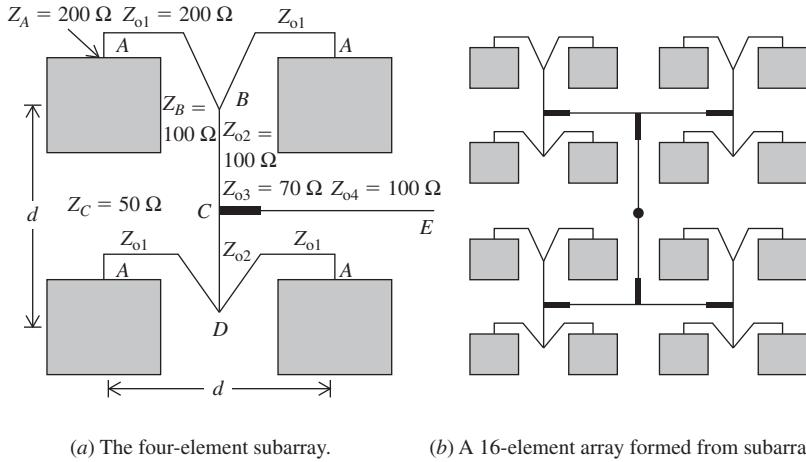 Z_A = 200 Ω Z_o1 = 200 Ω Z_o1
A A
Z_B = 100 Ω
B
Z_o2 = 100 Ω
d
Z_C = 50 Ω
C
Z_o3 = 70 Ω Z_o4 = 100 Ω
E
Z_o1 Z_o2 Z_o1
A A
D
d
(a) The four-element subarray.
(b) A 16-element array formed from